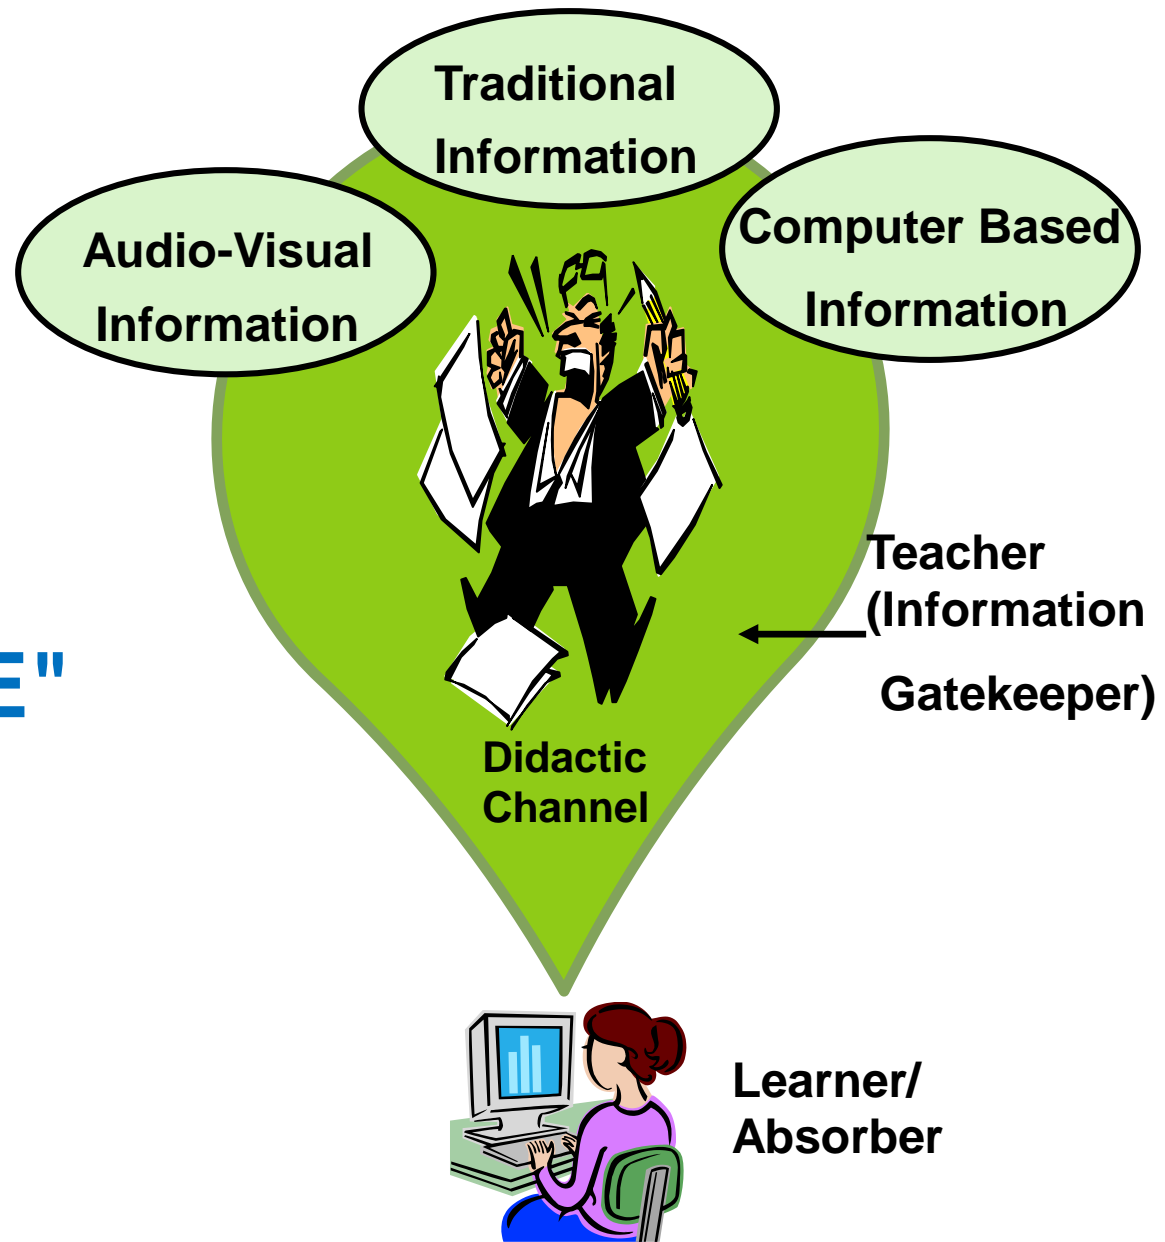 Traditional
Information
Audio-Visual
Information
Computer Based
Information
Teacher
(Information
Gatekeeper)
E"
Didactic
Channel
Learner/
Absorber